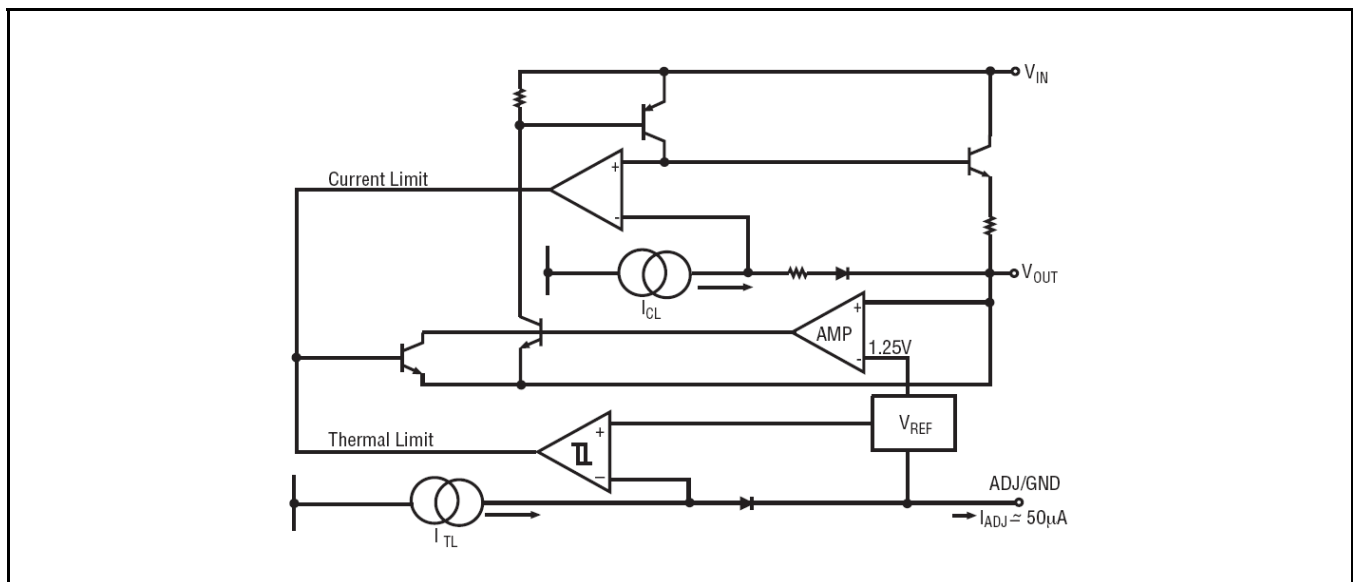 V_IN
+
Current Limit
-
V_OUT
I_CL
+
AMP
1.25V
-
V_REF
Thermal Limit
+
–
ADJ/GND
I_ADJ ≃ 50µA
I_TL